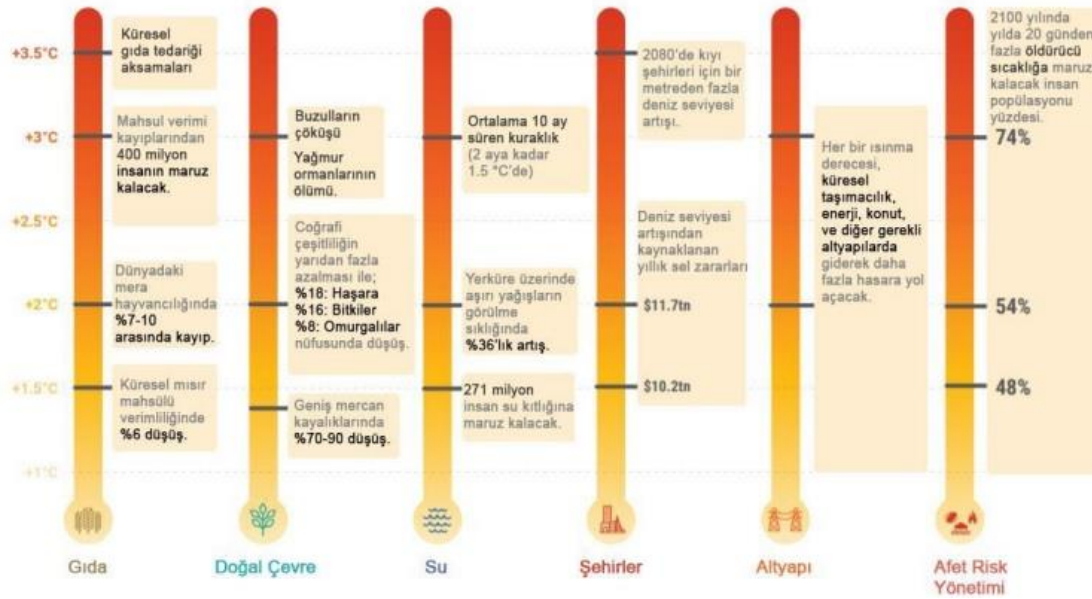 +3.5°C
+3°C
+2.5°C
+2°C
+1.5°C
+1°C
Küresel
gıda tedariği
aksamaları
Mahsul verimi
kayıplarından
400 milyon
insanın maruz
kalacak.
Dünyadaki
mera
hayvancılığında
%7-10
arasında kayıp.
Küresel mısır
mahsülü
verimliliğinde
%6 düşüş.
Gıda
Buzulların
çöküşü
Yağmur
ormanlarının
ölümü.
Coğrafi
çeşitliliğin
yarıdan fazla
azalması ile;
%18: Haşara
%16: Bitkiler
%8: Omurgalılar
nüfusunda düşüş.
Geniş mercan
kayalıklarında
%70-90 düşüş.
Doğal Çevre
Ortalama 10 ay
süren kuraklık
(2 aya kadar
1.5 °C'de)
Yerküre üzerinde
aşırı yağışların
görülme
sıklığında
%36'lık artış.
271 milyon
insan su kıtlığına
maruz kalacak.
Su
2080'de kıyı
şehirleri için bir
metreden fazla
deniz seviyesi
artışı.
Deniz seviyesi
artışından
kaynaklanan
yıllık sel zararları
$11.7tn
$10.2tn
Şehirler
Her bir ısınma
derecesi,
küresel
taşımacılık,
enerji, konut,
ve diğer gerekli
altyapılarda
giderek daha
fazla hasara yol
açacak.
Altyapı
2100 yılında
yılda 20 günden
fazla öldürücü
sıcaklığa maruz
kalacak insan
popülasyonu
yüzdesi.
74%
54%
48%
Afet Risk
Yönetimi